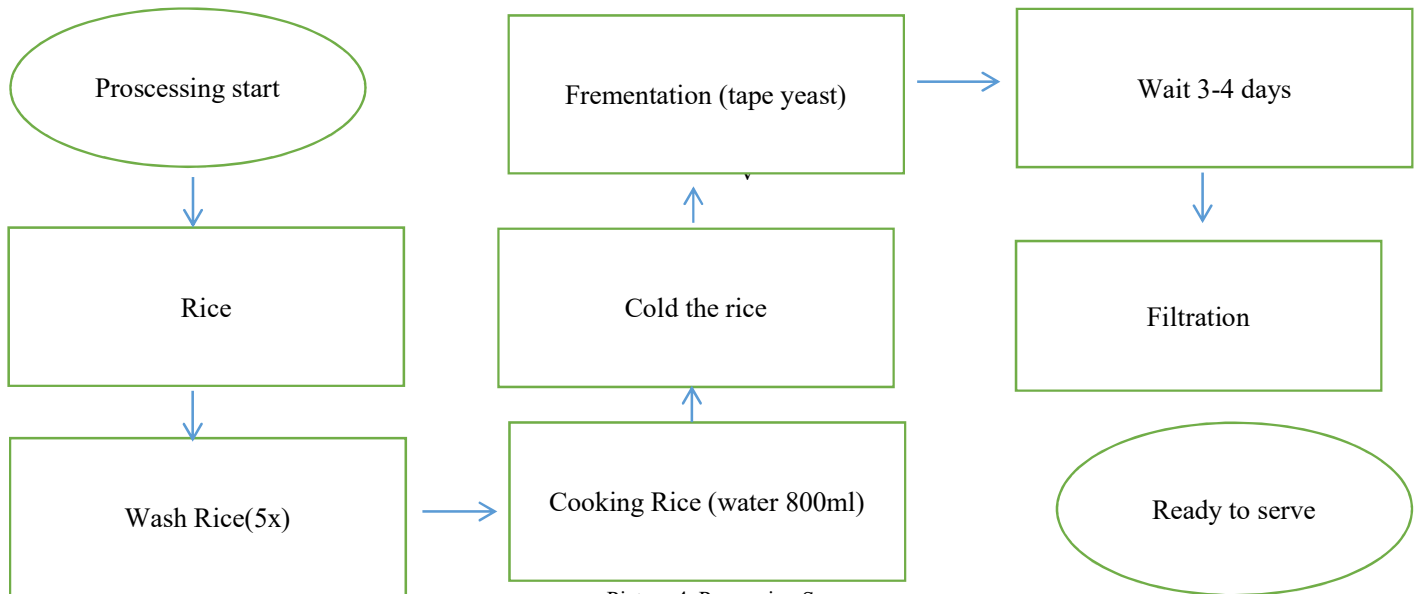 Proscessing start
Rice
Wash Rice(5x)
Cooking Rice (water 800ml)
Cold the rice
Frementation (tape yeast)
Wait 3-4 days
Filtration
Ready to serve